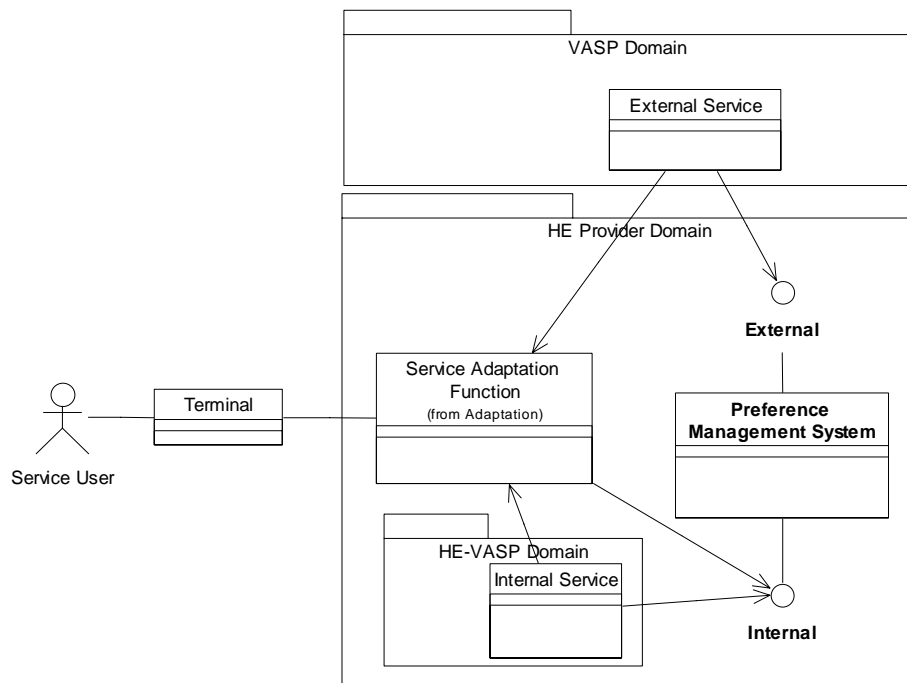 VASP Domain
External Service
HE Provider Domain
External
Service Adaptation
Function
(from Adaptation)
Terminal
Preference
Management System
Service User
HE-VASP Domain
Internal Service
Internal